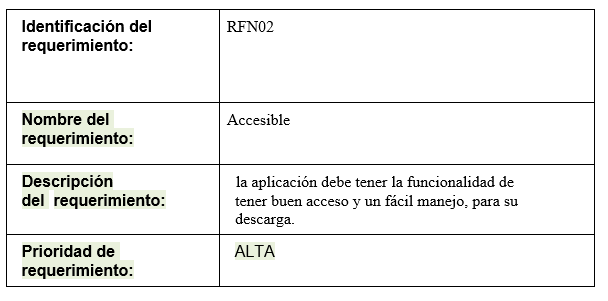 Identificación del
requerimiento:
RFN02
Nombre del
requerimiento:
Accesible
Descripción
del requerimiento:
la aplicación debe tener la funcionalidad de
tener buen acceso y un fácil manejo, para su
descarga.
Prioridad de
requerimiento:
ALTA